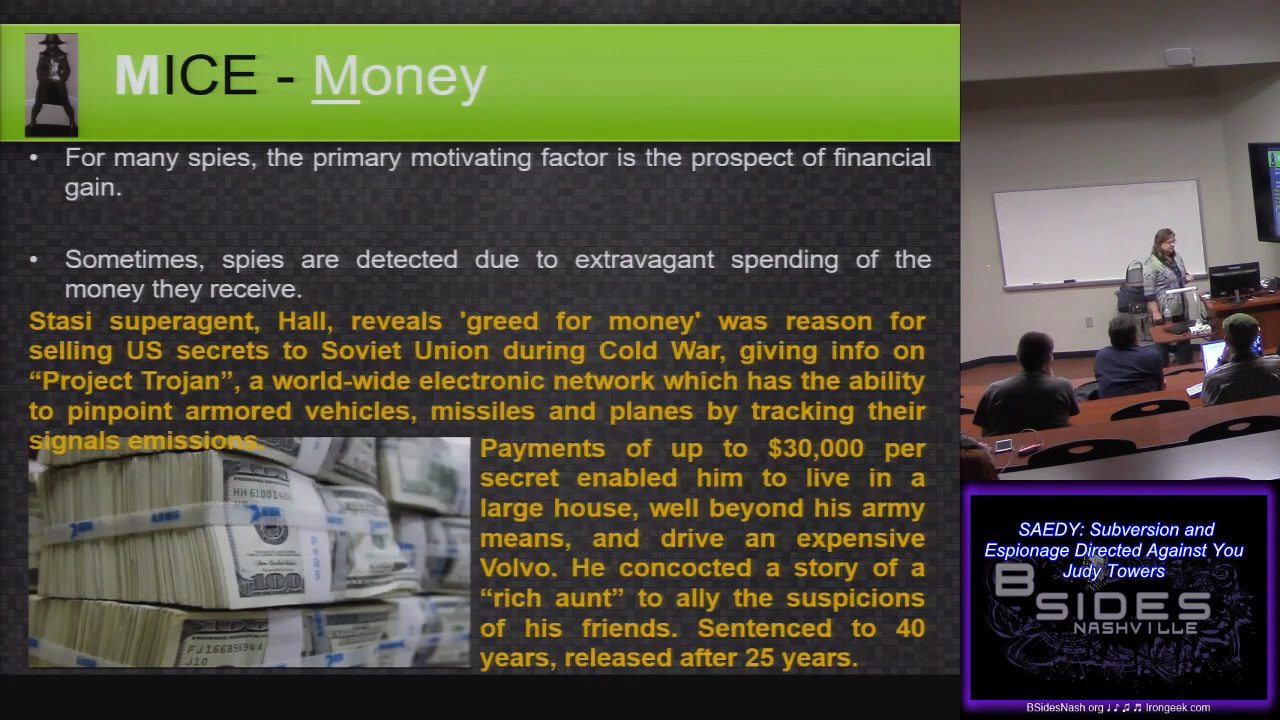 MICE - Money
• For many spies, the primary motivating factor is the prospect of financial
gain.
• Sometimes, spies are detected due to extravagant spending of the
money they receive.
Stasi superagent, Hall, reveals 'greed for money' was reason for
selling US secrets to Soviet Union during Cold War, giving info on
“Project Trojan”, a world-wide electronic network which has the ability
to pinpoint armored vehicles, missiles and planes by tracking their
signals emissions.
Payments of up to $30,000 per
secret enabled him to live in a
large house, well beyond his army
means, and drive an expensive
Volvo. He concocted a story of a
“rich aunt” to ally the suspicions
of his friends. Sentenced to 40
years, released after 25 years.
100
100
J10
SAEDY: Subversion and
Espionage Directed Against You
Judy Towers
BSIDES
NASHVILLE
BSidesNash.org ♩♪♫♬ Irongeek.com